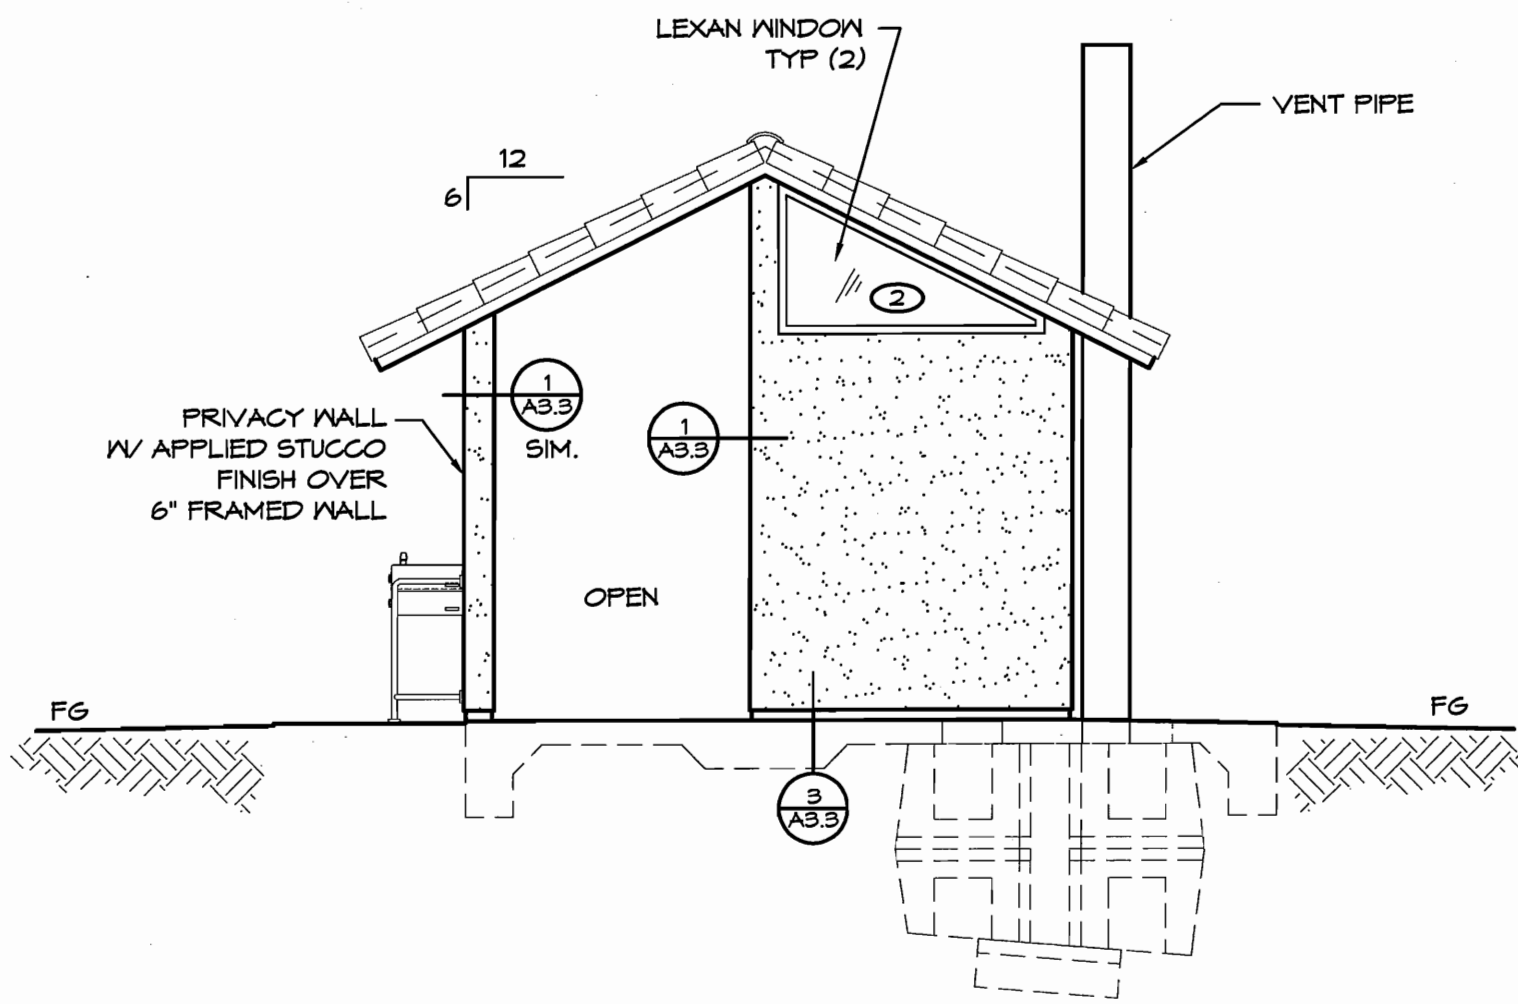 LEXAN WINDOW
TYP (2)
VENT PIPE
12
6
2
1
A3.3
SIM.
1
A3.3
PRIVACY WALL
W/ APPLIED STUCCO
FINISH OVER
6" FRAMED WALL
OPEN
FG
FG
3
A3.3